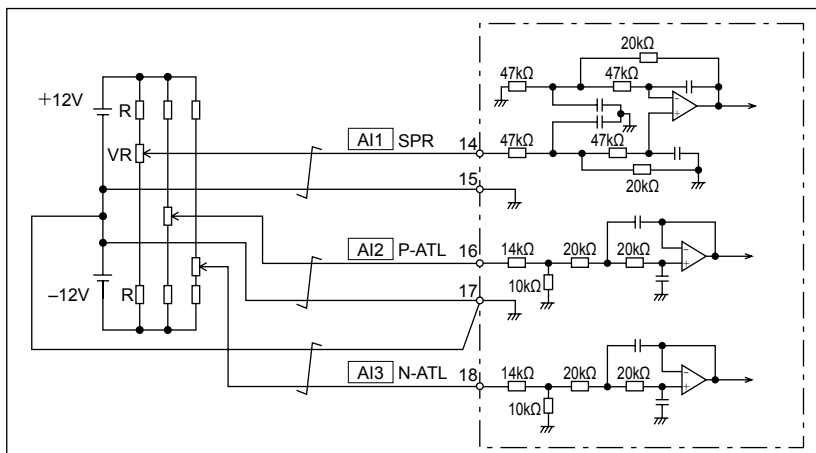 20kΩ
47kΩ 47kΩ
+12V
R
AI1 SPR 14 47kΩ 47kΩ
VR
20kΩ
15
AI2 P-ATL 16 14kΩ 20kΩ 20kΩ
10kΩ
–12V R
17
AI3 N-ATL 18 14kΩ 20kΩ 20kΩ
10kΩ